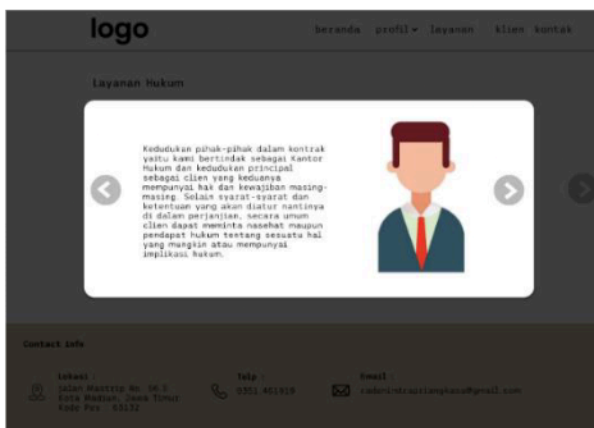 logo
beranda profil layanan klien kontak
Layanan Hukum
Kedudukan pihak-pihak dalam kontrak
yaitu kami bertindak sebagai Kantor
Hukum dan kedudukan principal
sebagai clien yang keduanya
mempunyai hak dan kewajiban masing-
masing. Selain syarat-syarat dan
ketentuan yang akan diatur nantinya
di dalam perjanjian, secara umum
clien dapat meminta nasehat maupun
pendapat hukum tentang sesuatu hal
yang mungkin atau mempunyai
implikasi hukum.
Contact info
Lokasi :
Jalan Mastrip No.
Kota Madiun, Jawa Timur
Kode Pos : 63132
Telp :
0351 401919
Email :